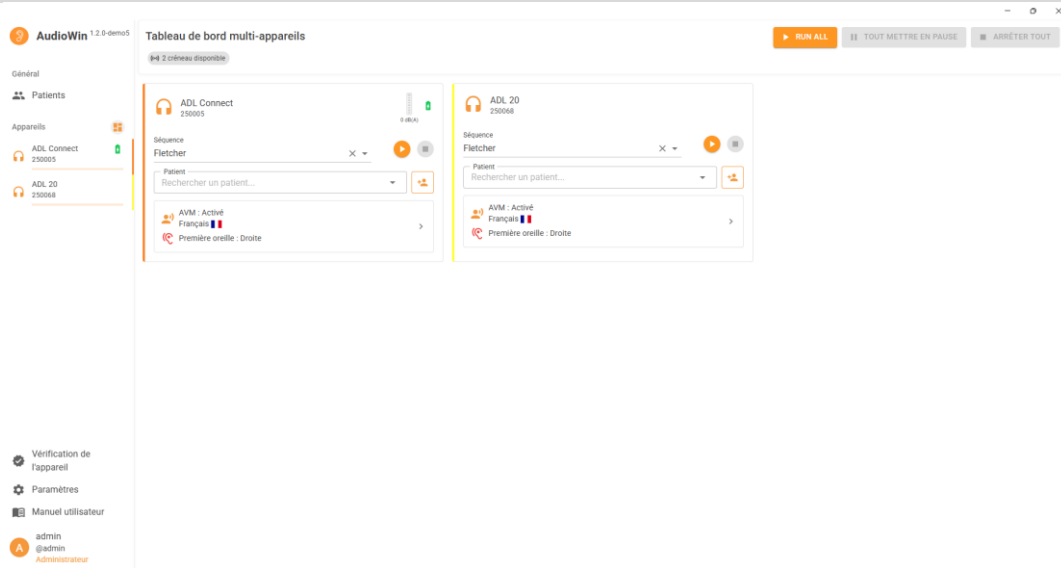 AudioWin 1.2.0-demo5
Tableau de bord multi-appareils
RUN ALL
TOUT METTRE EN PAUSE
ARRÊTER TOUT
2 créneau disponible
Général
Patients
Appareils
ADL Connect
250005
ADL 20
250068
ADL Connect
250005
0 dB(A)
Séquence
Fletcher
Patient
Rechercher un patient...
AVM : Activé
Français
Première oreille : Droite
ADL 20
250068
Séquence
Fletcher
Patient
Rechercher un patient...
AVM : Activé
Français
Première oreille : Droite
Vérification de
l'appareil
Paramètres
Manuel utilisateur
A
admin
@admin
Administrateur